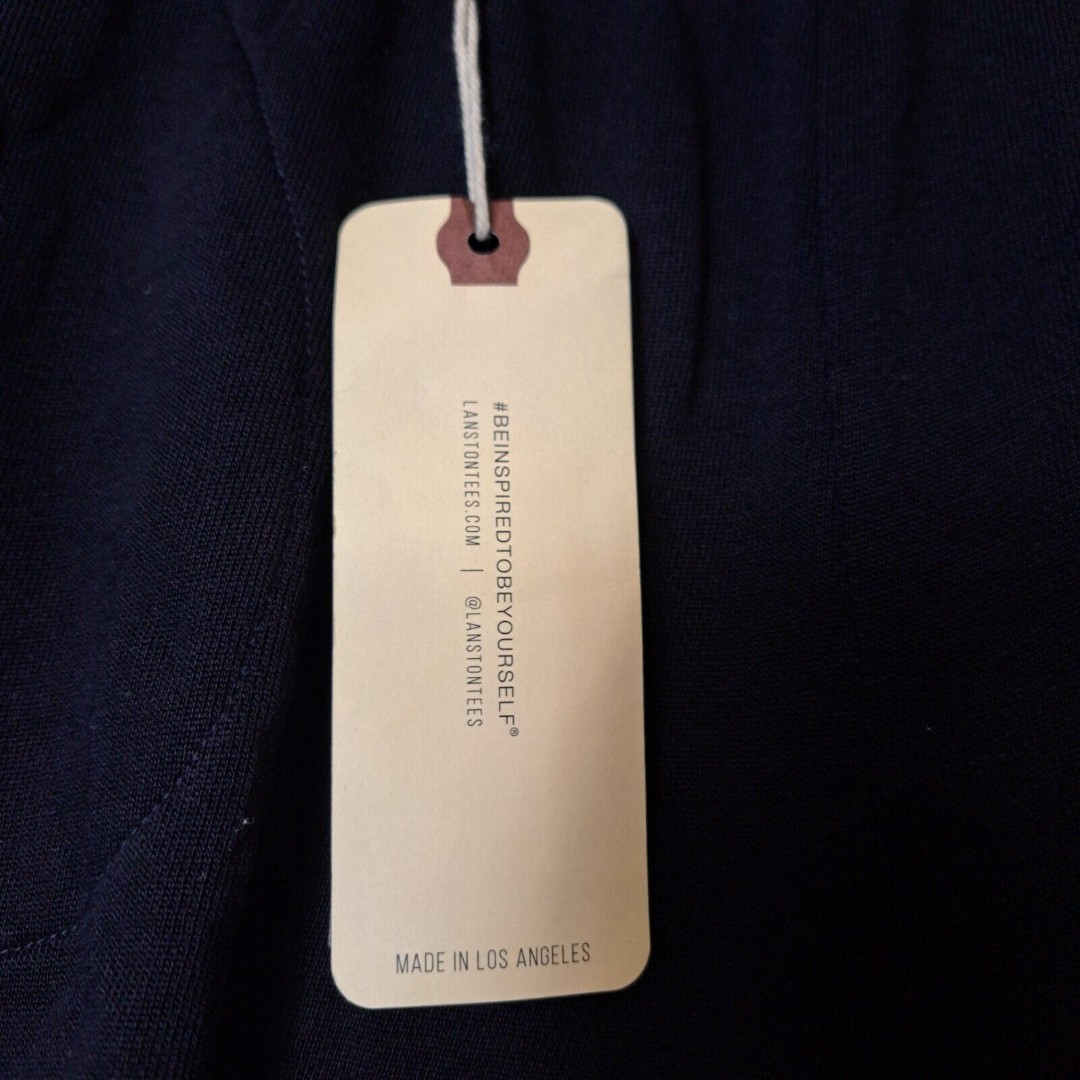 #BEINSPIREDTOBEYOURSELF®
LANSTONTEES.COM | @LANSTONTEES
MADE IN LOS ANGELES